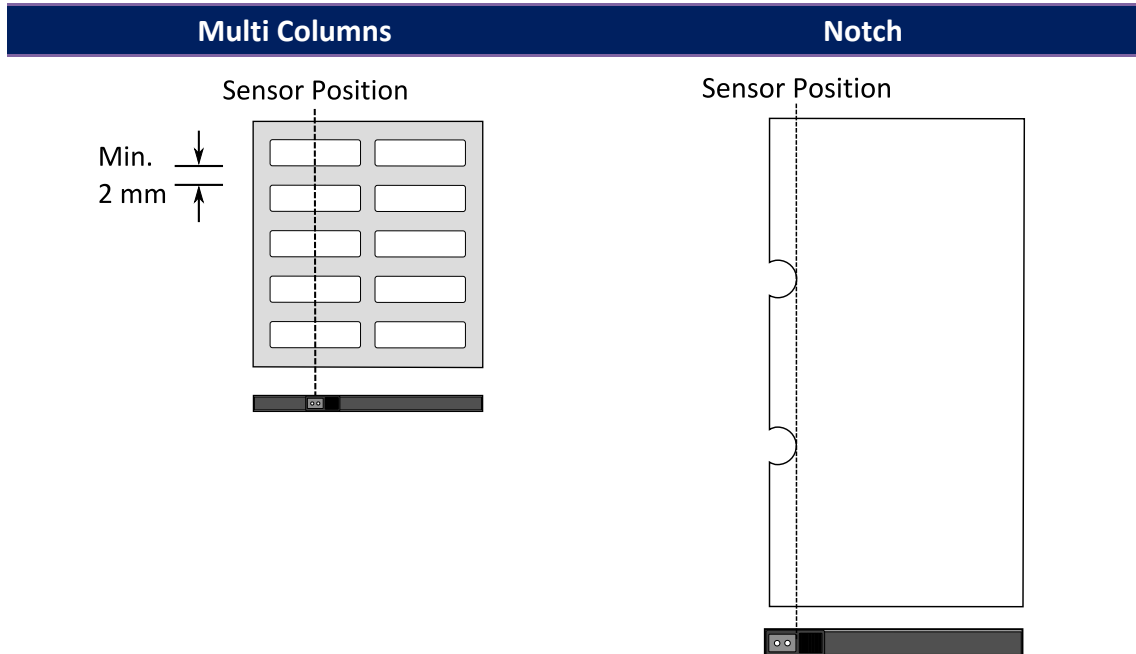 Multi Columns
Notch
Sensor Position
Sensor Position
Min.
2 mm